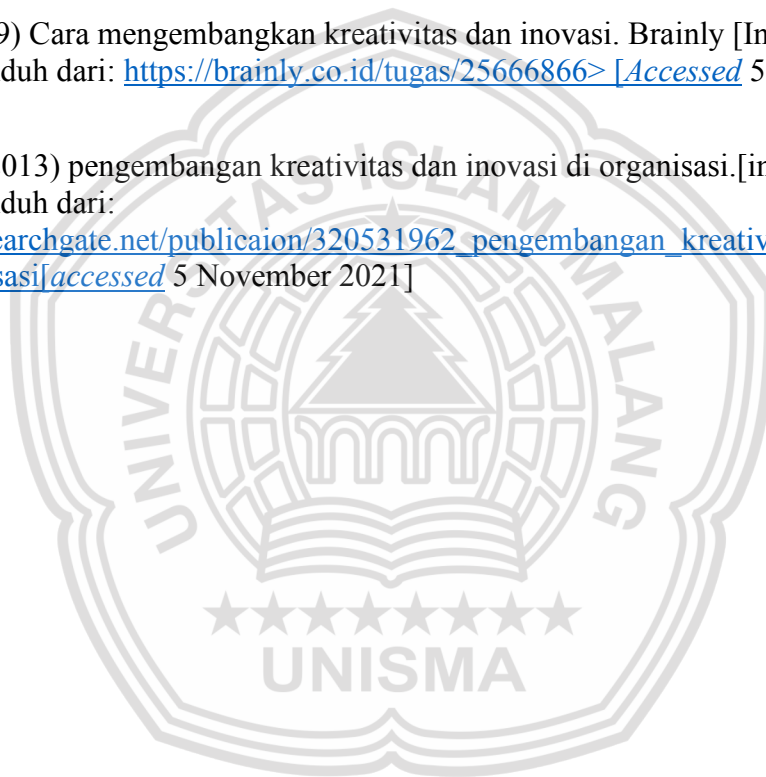 9) Cara mengembangkan kreativitas dan inovasi. Brainly [In
duh dari: https://brainly.co.id/tugas/25666866> [Accessed 5
013) pengembangan kreativitas dan inovasi di organisasi.[in
duh dari:
earchgate.net/publicaion/320531962_pengembangan_kreativ
sasi[accessed 5 November 2021]
UNIVERSITAS ISLAM MALANG
UNISMA